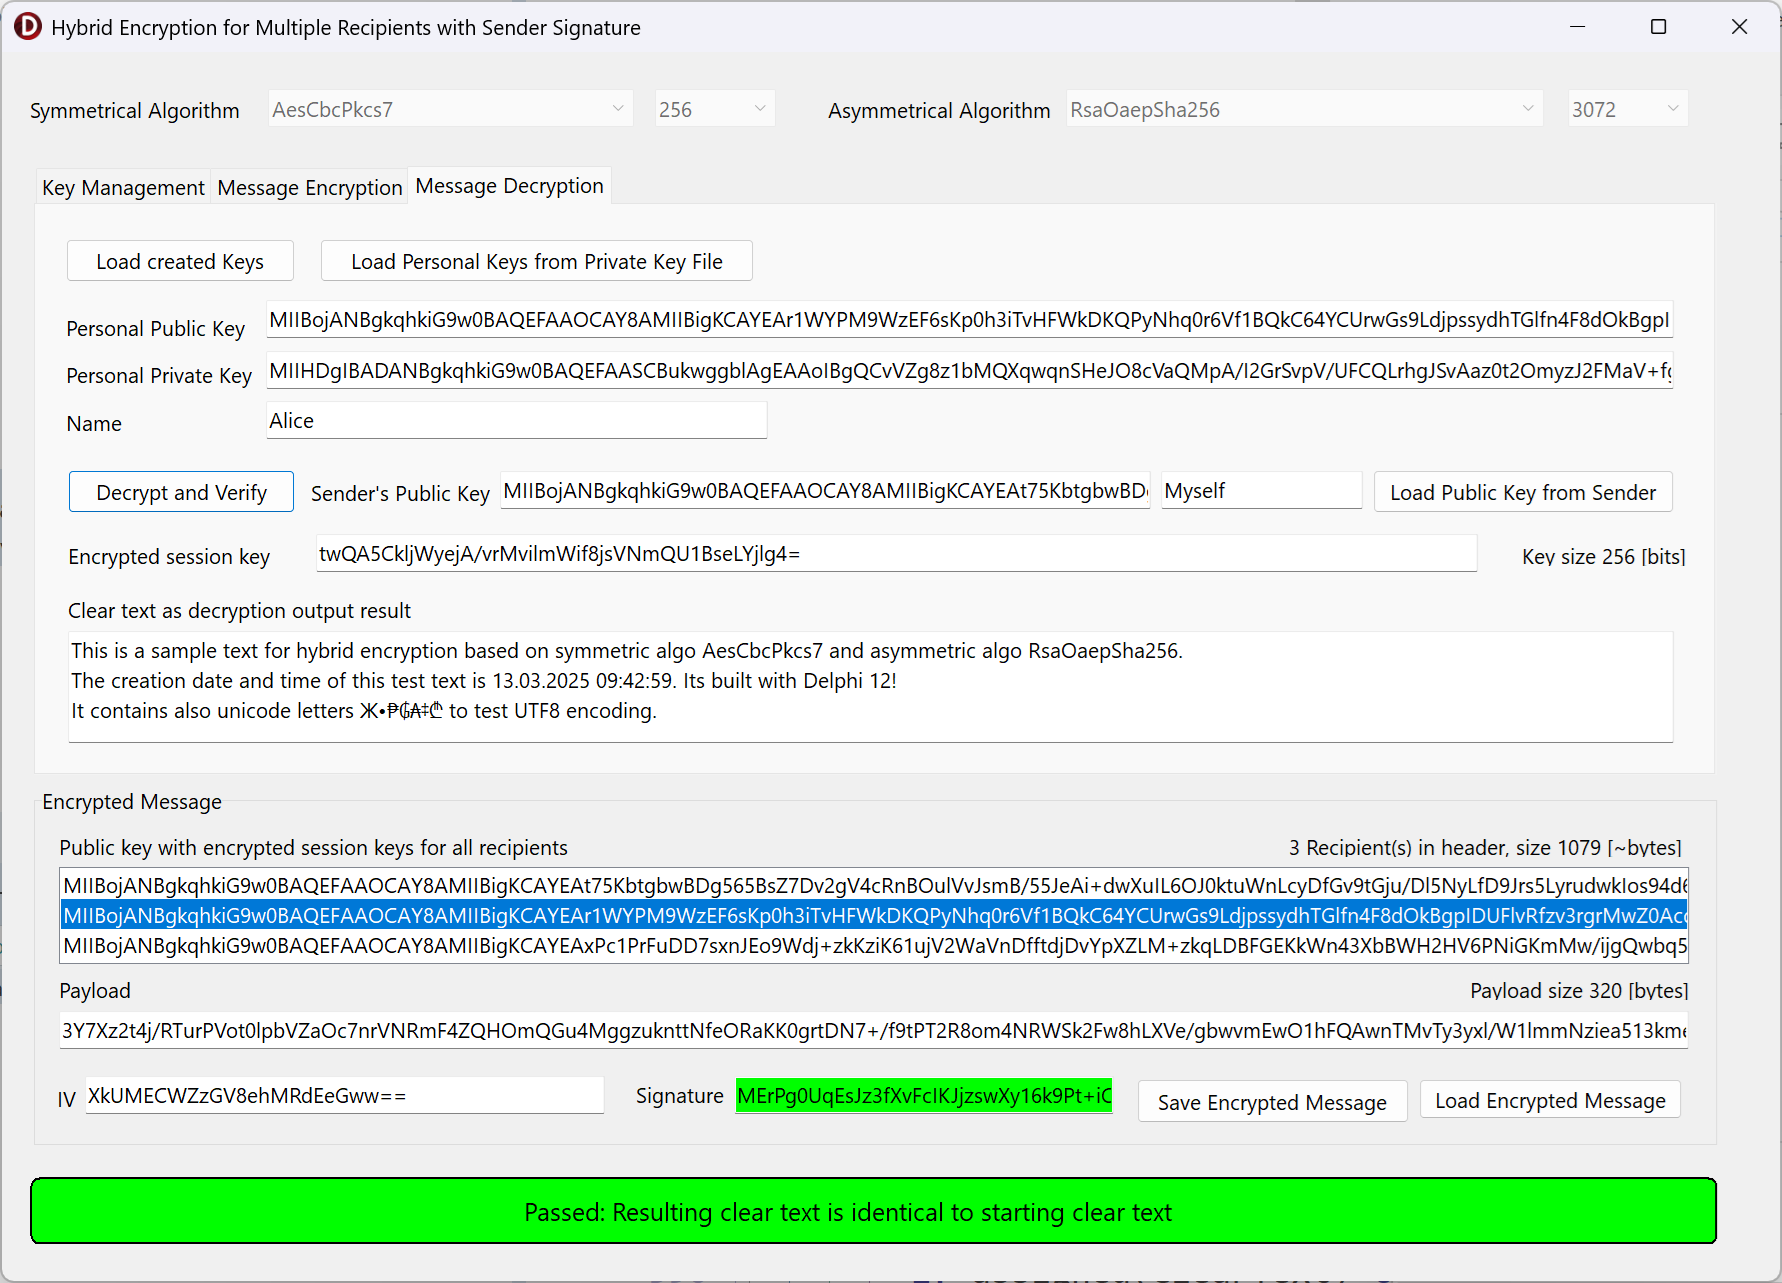 Hybrid Encryption for Multiple Recipients with Sender Signature
Symmetrical Algorithm AesCbcPkcs7 256 Asymmetrical Algorithm RsaOaepSha256 3072
Key Management Message Encryption Message Decryption
Load created Keys Load Personal Keys from Private Key File
Personal Public Key MIIBojANBgkqhkiG9w0BAQEFAAOCAY8AMIIBigKCAYEAr1WYPM9WzEF6sKp0h3iTvHFWkDKQPyNhq0r6Vf1BQkC64YCUrwGs9LdjpssydhTGlfn4F8dOkBgpI
Personal Private Key MIIHDgIBADANBgkqhkiG9w0BAQEFAASCBukwggblAgEAAoIBgQCvVZg8z1bMQXqwqnSHeJO8cVaQMpA/I2GrSvpV/UFCQLrhgJSvAaz0t2OmyzJ2FMaV+fg
Name Alice
Decrypt and Verify Sender's Public Key MIIBojANBgkqhkiG9w0BAQEFAAOCAY8AMIIBigKCAYEAt75KbtgbwBD Myself Load Public Key from Sender
Encrypted session key twQA5CkljWyejA/vrMvilmWif8jsVNmQU1BseLYjlg4= Key size 256 [bits]
Clear text as decryption output result
This is a sample text for hybrid encryption based on symmetric algo AesCbcPkcs7 and asymmetric algo RsaOaepSha256.
The creation date and time of this test text is 13.03.2025 09:42:59. Its built with Delphi 12!
It contains also unicode letters Ж•₱₲₳‡₾ to test UTF8 encoding.
Encrypted Message
Public key with encrypted session keys for all recipients 3 Recipient(s) in header, size 1079 [~bytes]
MIIBojANBgkqhkiG9w0BAQEFAAOCAY8AMIIBigKCAYEAt75KbtgbwBDg565BsZ7Dv2gV4cRnBOulVvJsmB/55JeAi+dwXuIL6OJ0ktuWnLcyDfGv9tGju/Dl5NyLfD9Jrs5LyrudwkIos94d6
MIIBojANBgkqhkiG9w0BAQEFAAOCAY8AMIIBigKCAYEAr1WYPM9WzEF6sKp0h3iTvHFWkDKQPyNhq0r6Vf1BQkC64YCUrwGs9LdjpssydhTGlfn4F8dOkBgpIDUFlvRfzv3rgrMwZ0Acc
MIIBojANBgkqhkiG9w0BAQEFAAOCAY8AMIIBigKCAYEAxPc1PrFuDD7sxnJEo9Wdj+zkKziK61ujV2WaVnDfftdjDvYpXZLM+zkqLDBFGEKkWn43XbBWH2HV6PNiGKmMw/ijgQwbq5
Payload Payload size 320 [bytes]
3Y7Xz2t4j/RTurPVot0lpbVZaOc7nrVNRmF4ZQHOmQGu4MggzuknttNfeORaKK0grtDN7+/f9tPT2R8om4NRWSk2Fw8hLXVe/gbwvmEwO1hFQAwnTMvTy3yxl/W1lmmNziea513kme
IV XkUMECWZzGV8ehMRdEeGww== Signature MErPg0UqEsJz3fXvFcIKJjzswXy16k9Pt+iC Save Encrypted Message Load Encrypted Message
Passed: Resulting clear text is identical to starting clear text